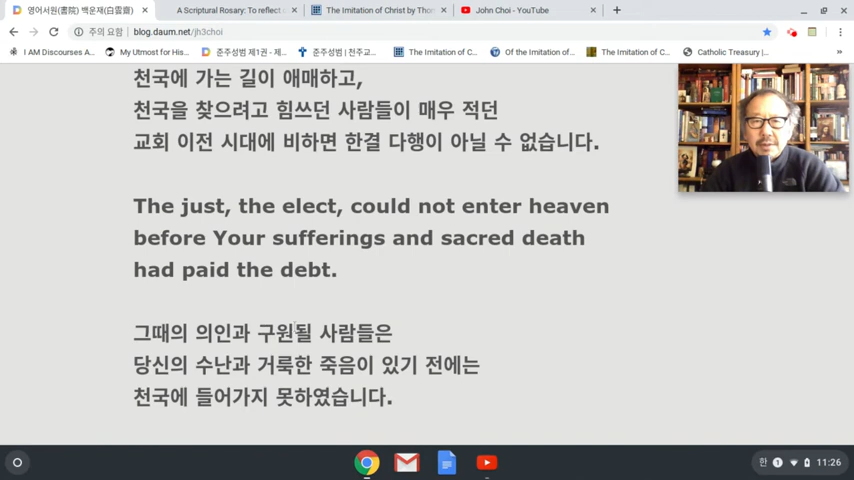 영어서원(書院) 백운재(白雲齋)
A Scriptural Rosary: To reflect
The Imitation of Christ by Thom
John Choi - YouTube
주의 요함
blog.daum.net/jh3choi
I AM Discourses A...
My Utmost for His...
준주성범 제1권 - 제...
준주성범 | 천주교...
The Imitation of C...
Of the Imitation of...
The Imitation of C...
Catholic Treasury |...
천국에 가는 길이 애매하고,
천국을 찾으려고 힘쓰던 사람들이 매우 적던
교회 이전 시대에 비하면 한결 다행이 아닐 수 없습니다.
The just, the elect, could not enter heaven
before Your sufferings and sacred death
had paid the debt.
그때의 의인과 구원될 사람들은
당신의 수난과 거룩한 죽음이 있기 전에는
천국에 들어가지 못하였습니다.
한
1
11:26